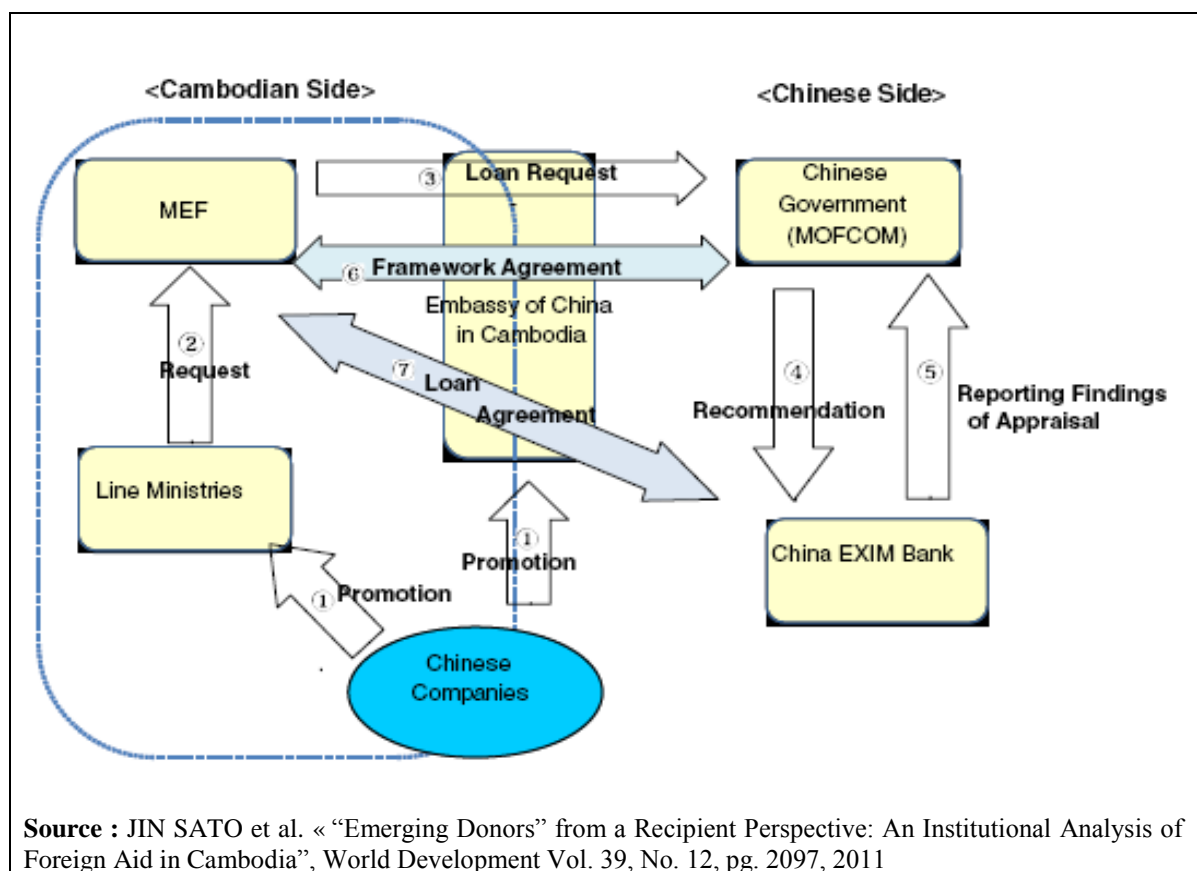 <Cambodian Side>
<Chinese Side>
MEF
③ Loan Request
Chinese
Government
(MOFCOM)
⑥ Framework Agreement
Embassy of China
in Cambodia
②
Request
⑦ Loan
Agreement
④
Recommendation
⑤
Reporting Findings
of Appraisal
Line Ministries
China EXIM Bank
①
Promotion
① Promotion
Chinese
Companies
Source : JIN SATO et al. « “Emerging Donors” from a Recipient Perspective: An Institutional Analysis of
Foreign Aid in Cambodia”, World Development Vol. 39, No. 12, pg. 2097, 2011